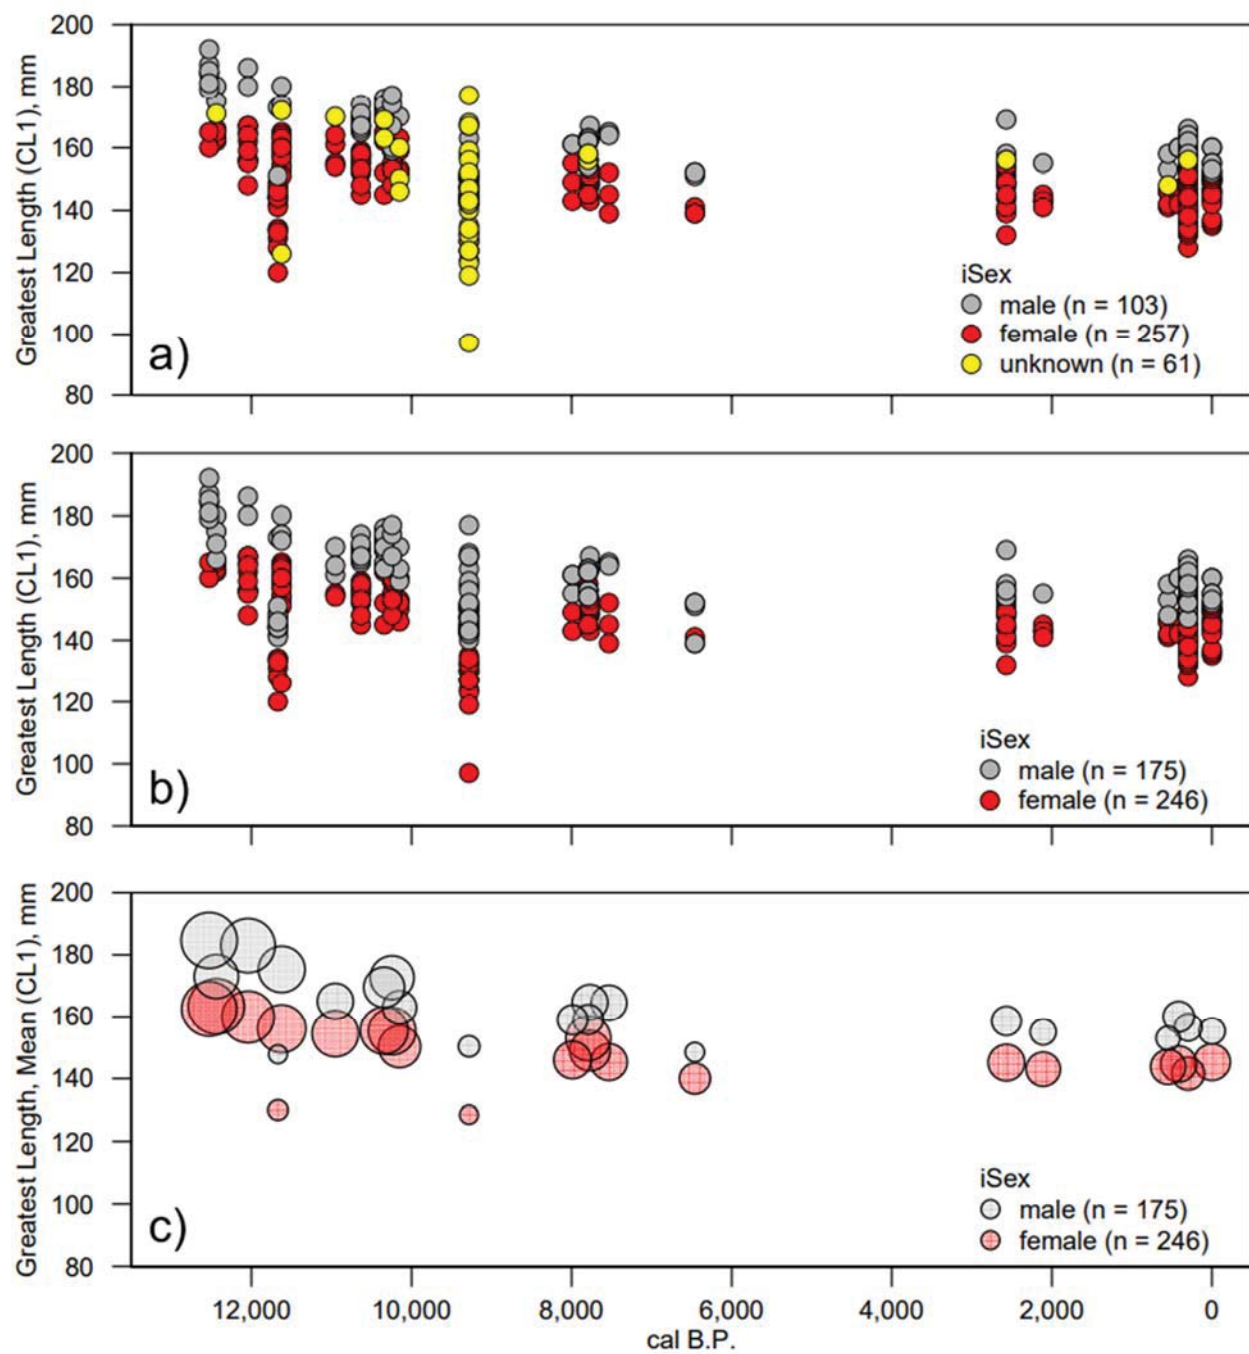 200
180
160
140
120
100
80
Greatest Length (CL1), mm
a)
iSex
male (n = 103)
female (n = 257)
unknown (n = 61)
200
180
160
140
120
100
80
Greatest Length (CL1), mm
b)
iSex
male (n = 175)
female (n = 246)
200
180
160
140
120
100
80
Greatest Length, Mean (CL1), mm
c)
iSex
male (n = 175)
female (n = 246)
12,000 10,000 8,000 6,000 4,000 2,000 0
cal B.P.